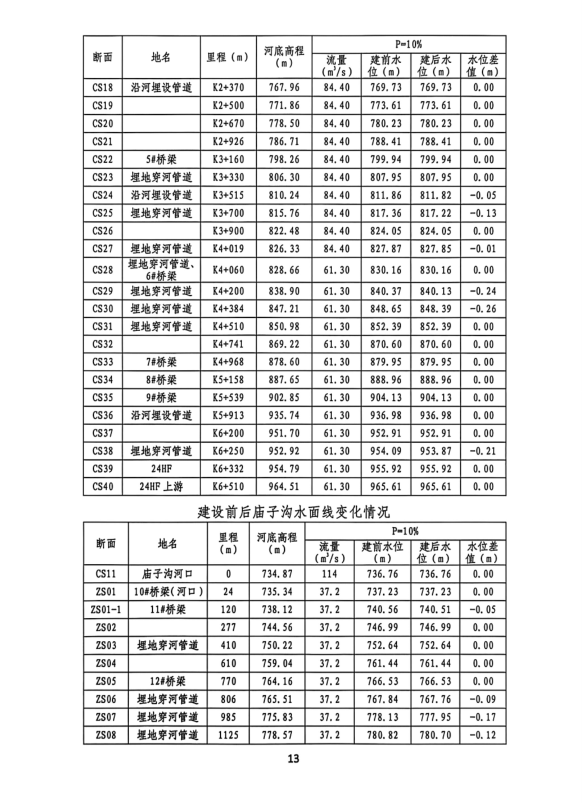 断面 地名 里程（m） 河底高程（m） P=10%
流量（m³/s） 建前水位（m） 建后水位（m） 水位差值（m）
CS18 沿河埋设管道 K2+370 767.96 84.40 769.73 769.73 0.00
CS19 K2+500 771.86 84.40 773.61 773.61 0.00
CS20 K2+670 778.50 84.40 780.23 780.23 0.00
CS21 K2+926 786.71 84.40 788.41 788.41 0.00
CS22 5#桥梁 K3+160 798.26 84.40 799.94 799.94 0.00
CS23 埋地穿河管道 K3+330 806.30 84.40 807.95 807.95 0.00
CS24 沿河埋设管道 K3+515 810.24 84.40 811.86 811.82 -0.05
CS25 埋地穿河管道 K3+700 815.76 84.40 817.36 817.22 -0.13
CS26 K3+900 822.48 84.40 824.05 824.05 0.00
CS27 埋地穿河管道 K4+019 826.33 84.40 827.87 827.85 -0.01
CS28 埋地穿河管道、6#桥梁 K4+060 828.66 61.30 830.16 830.16 0.00
CS29 埋地穿河管道 K4+200 838.90 61.30 840.37 840.13 -0.24
CS30 埋地穿河管道 K4+384 847.21 61.30 848.65 848.39 -0.26
CS31 埋地穿河管道 K4+510 850.98 61.30 852.39 852.39 0.00
CS32 K4+741 869.22 61.30 870.60 870.60 0.00
CS33 7#桥梁 K4+968 878.60 61.30 879.95 879.95 0.00
CS34 8#桥梁 K5+158 887.65 61.30 888.96 888.96 0.00
CS35 9#桥梁 K5+539 902.85 61.30 904.13 904.13 0.00
CS36 沿河埋设管道 K5+913 935.74 61.30 936.98 936.98 0.00
CS37 K6+200 951.70 61.30 952.91 952.91 0.00
CS38 埋地穿河管道 K6+250 952.92 61.30 954.09 953.87 -0.21
CS39 24HF K6+332 954.79 61.30 955.92 955.92 0.00
CS40 24HF上游 K6+510 964.51 61.30 965.61 965.61 0.00
建设前后庙子沟水面线变化情况
断面 地名 里程（m） 河底高程（m） P=10%
流量（m³/s） 建前水位（m） 建后水位（m） 水位差值（m）
CS11 庙子沟河口 0 734.87 114 736.76 736.76 0.00
ZS01 10#桥梁(河口) 24 735.34 37.2 737.23 737.23 0.00
ZS01-1 11#桥梁 120 738.12 37.2 740.56 740.51 -0.05
ZS02 277 744.56 37.2 746.99 746.99 0.00
ZS03 埋地穿河管道 410 750.22 37.2 752.64 752.64 0.00
ZS04 610 759.04 37.2 761.44 761.44 0.00
ZS05 12#桥梁 770 764.16 37.2 766.53 766.53 0.00
ZS06 埋地穿河管道 806 765.51 37.2 767.84 767.76 -0.09
ZS07 埋地穿河管道 985 775.83 37.2 778.13 777.95 -0.17
ZS08 埋地穿河管道 1125 778.57 37.2 780.82 780.70 -0.12
13